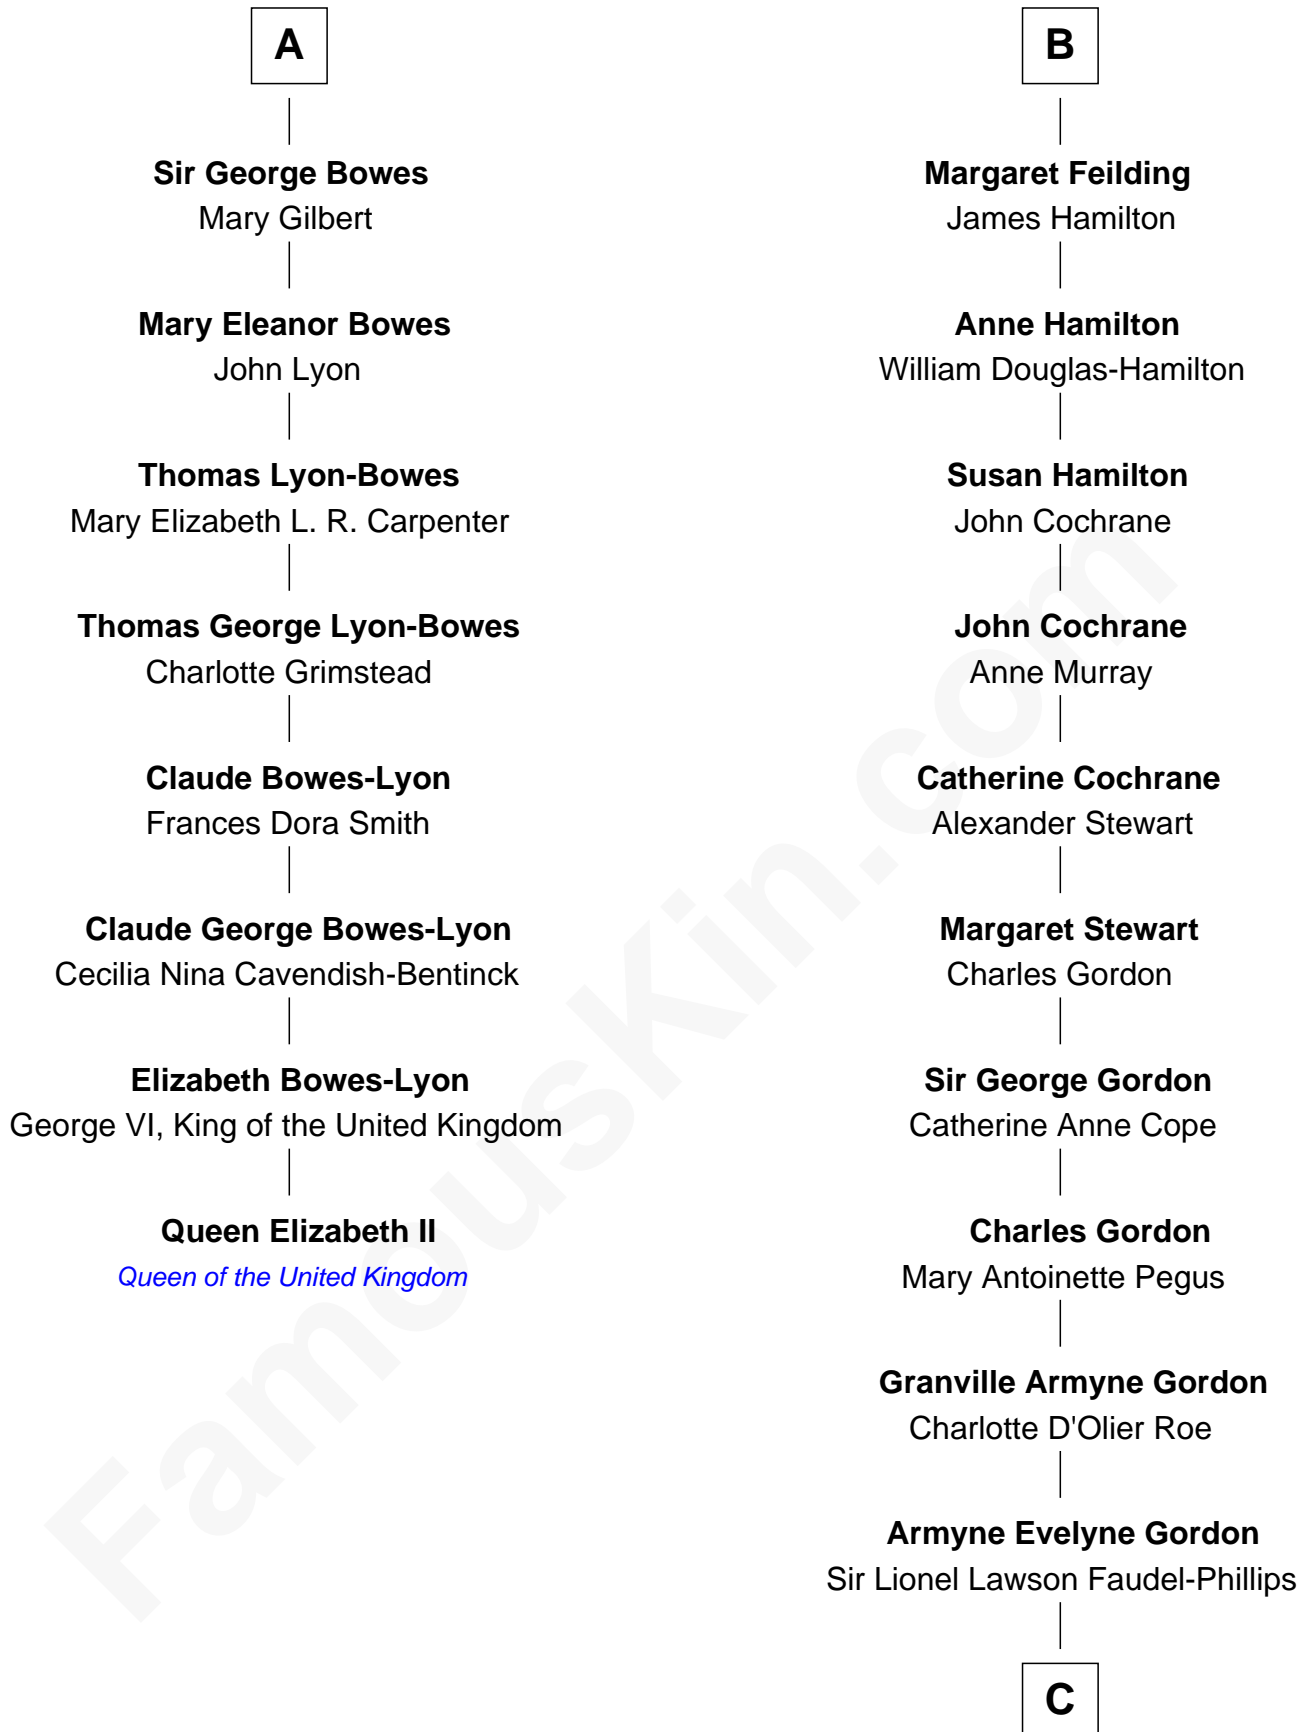 A
Sir George Bowes
Mary Gilbert
Mary Eleanor Bowes
John Lyon
Thomas Lyon-Bowes
Mary Elizabeth L. R. Carpenter
Thomas George Lyon-Bowes
Charlotte Grimstead
Claude Bowes-Lyon
Frances Dora Smith
Claude George Bowes-Lyon
Cecilia Nina Cavendish-Bentinck
Elizabeth Bowes-Lyon
George VI, King of the United Kingdom
Queen Elizabeth II
Queen of the United Kingdom
B
Margaret Feilding
James Hamilton
Anne Hamilton
William Douglas-Hamilton
Susan Hamilton
John Cochrane
John Cochrane
Anne Murray
Catherine Cochrane
Alexander Stewart
Margaret Stewart
Charles Gordon
Sir George Gordon
Catherine Anne Cope
Charles Gordon
Mary Antoinette Pegus
Granville Armyne Gordon
Charlotte D'Olier Roe
Armyne Evelyne Gordon
Sir Lionel Lawson Faudel-Phillips
C
FamousKin.com